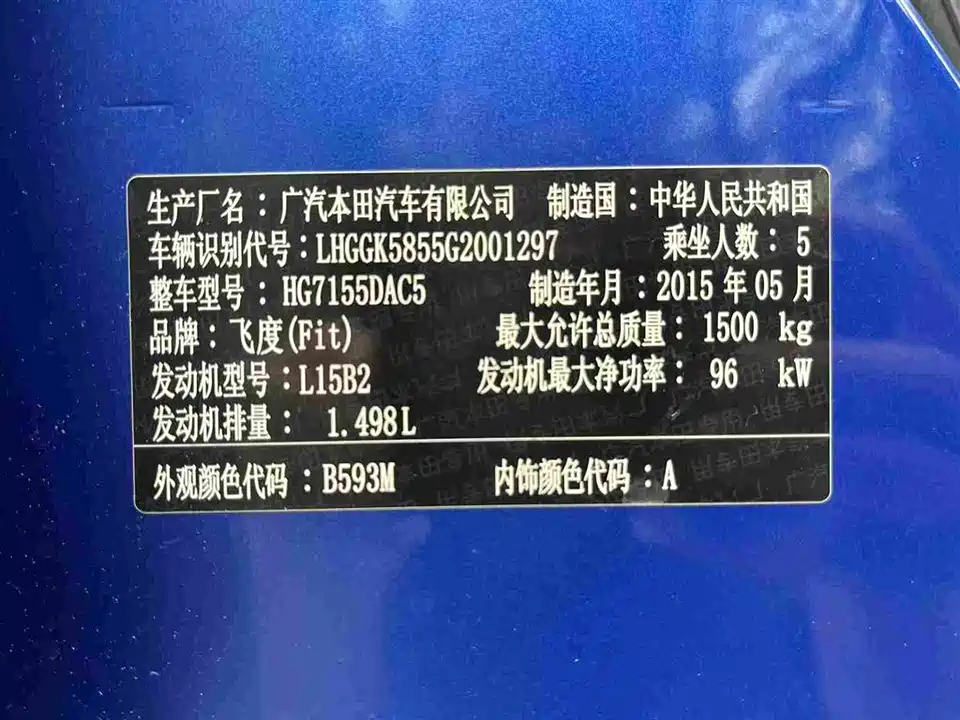 生产厂名：广汽本田汽车有限公司 制造国：中华人民共和国
车辆识别代号：LHGGK5855G2001297 乘坐人数：5
整车型号：HG7155DAC5 制造年月：2015 年 05 月
品牌：飞度(Fit) 最大允许总质量：1500 kg
发动机型号：L15B2 发动机最大净功率：96 kW
发动机排量：1.498L
外观颜色代码：B593M 内饰颜色代码：A